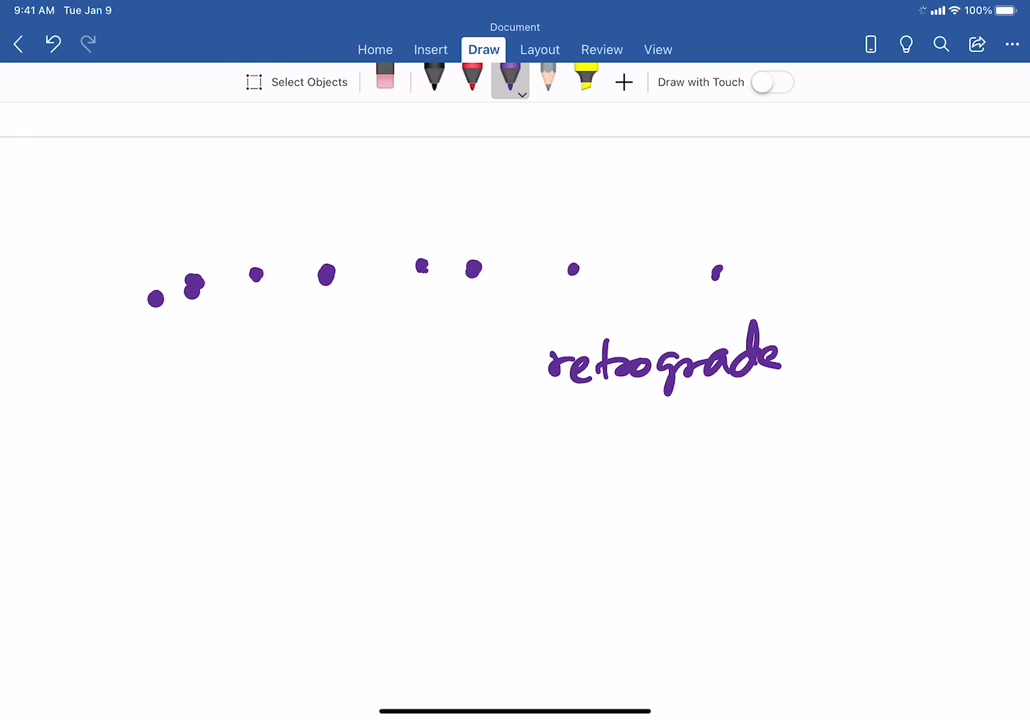 9:41 AM Tue Jan 9
100%
Document
Home Insert Draw Layout Review View
Select Objects
Draw with Touch
retrograde